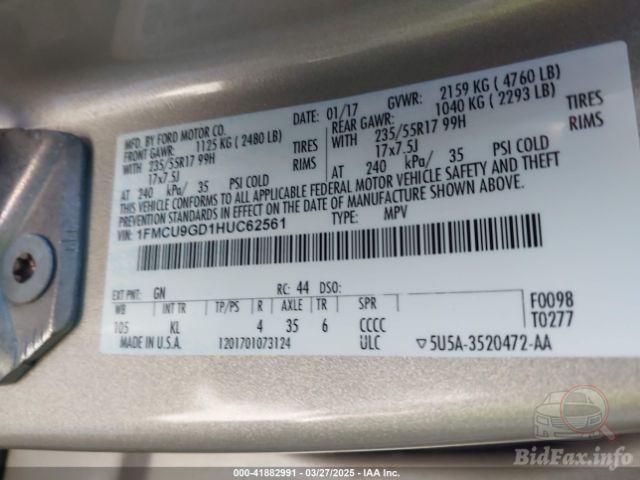 MFD. BY FORD MOTOR CO.
DATE: 01/17 GVWR: 2159 KG ( 4760 LB)
FRONT GAWR: 1125 KG ( 2480 LB) REAR GAWR: 1040 KG ( 2293 LB)
WITH 235/55R17 99H TIRES WITH 235/55R17 99H TIRES
17x7.5J RIMS 17x7.5J RIMS
AT 240 kPa/ 35 PSI COLD AT 240 kPa/ 35 PSI COLD
THIS VEHICLE CONFORMS TO ALL APPLICABLE FEDERAL MOTOR VEHICLE SAFETY AND THEFT
PREVENTION STANDARDS IN EFFECT ON THE DATE OF MANUFACTURE SHOWN ABOVE.
VIN: 1FMCU9GD1HUC62561 TYPE: MPV
EXT PNT: GN RC: 44 DSO: F0098
WB INT TR TP/PS R AXLE TR SPR T0277
105 KL 4 35 6 CCCC
MADE IN U.S.A. 1201701073124 ULC ▽5U5A-3520472-AA
BidFax.info
000-41882991 - 03/27/2025 - IAA Inc.